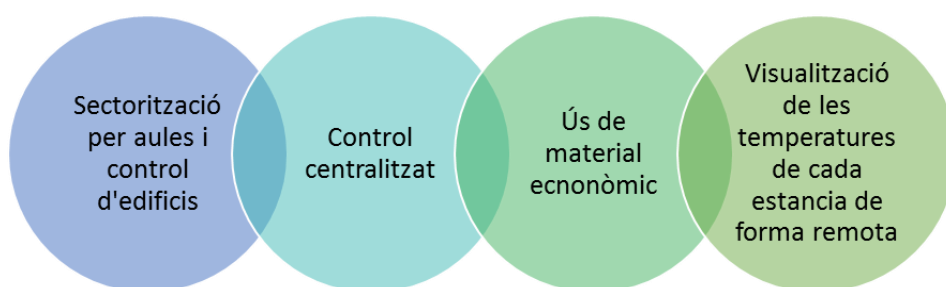 Sectorització
per aules i
control
d'edificis
Control
centralitzat
Ús de
material
ecnonòmic
Visualització
de les
temperatures
de cada
estancia de
forma remota